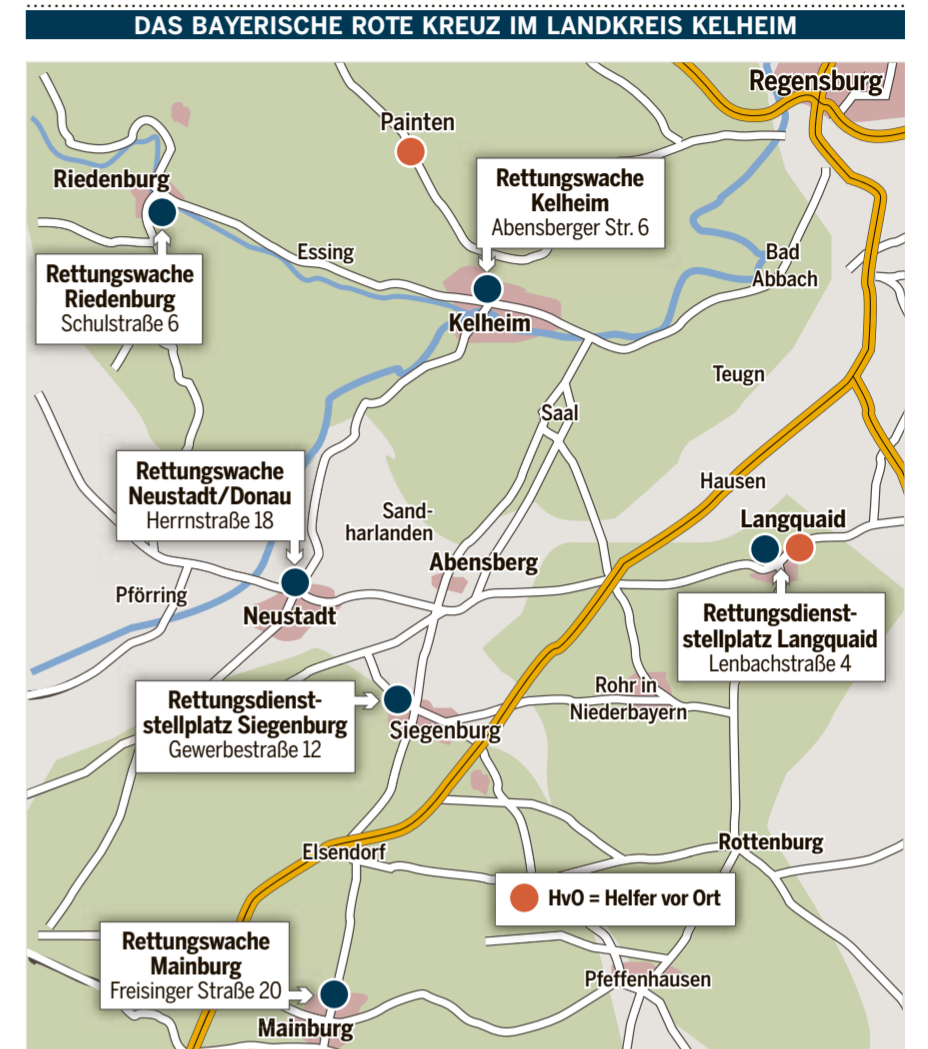 DAS BAYERISCHE ROTE KREUZ IM LANDKREIS KELHEIM
Regensburg
Painten
Riedenburg
Rettungswache
Kelheim
Abensberger Str. 6
Essing
Bad
Abbach
Rettungswache
Riedenburg
Schulstraße 6
Kelheim
Teugn
Saal
Rettungswache
Neustadt/Donau
Herrnstraße 18
Hausen
Sand-
harlanden
Langquaid
Abensberg
Pförring
Neustadt
Rettungsdienst-
stellplatz Langquaid
Lenbachstraße 4
Rohr in
Niederbayern
Rettungsdienst-
stellplatz Siegenburg
Gewerbestraße 12
Siegenburg
Elsendorf
Rottenburg
HvO = Helfer vor Ort
Rettungswache
Mainburg
Freisinger Straße 20
Pfeffenhausen
Mainburg